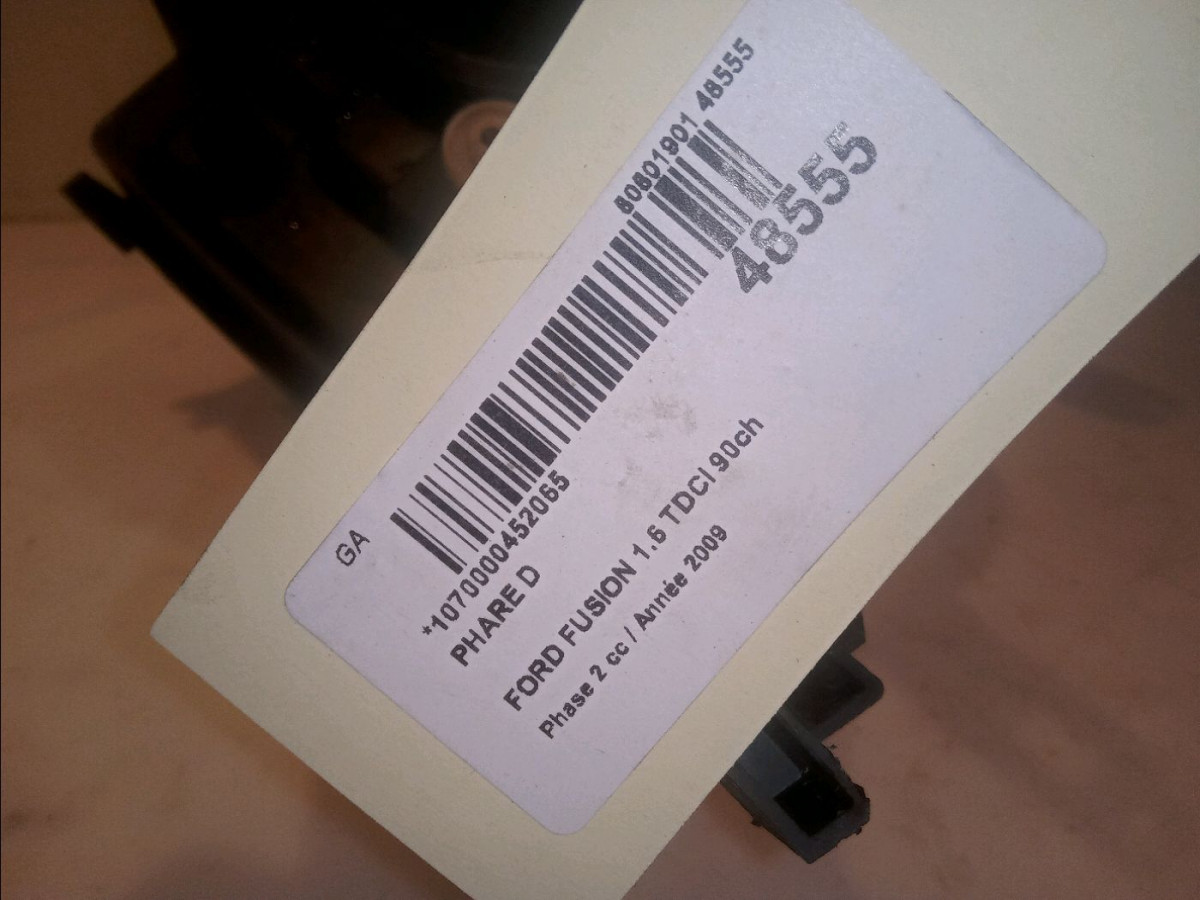 GA
80801901 48555
48555
*1070000452065
PHARE D
FORD FUSION 1.6 TDCI 90ch
Phase 2 cc / Année 2009